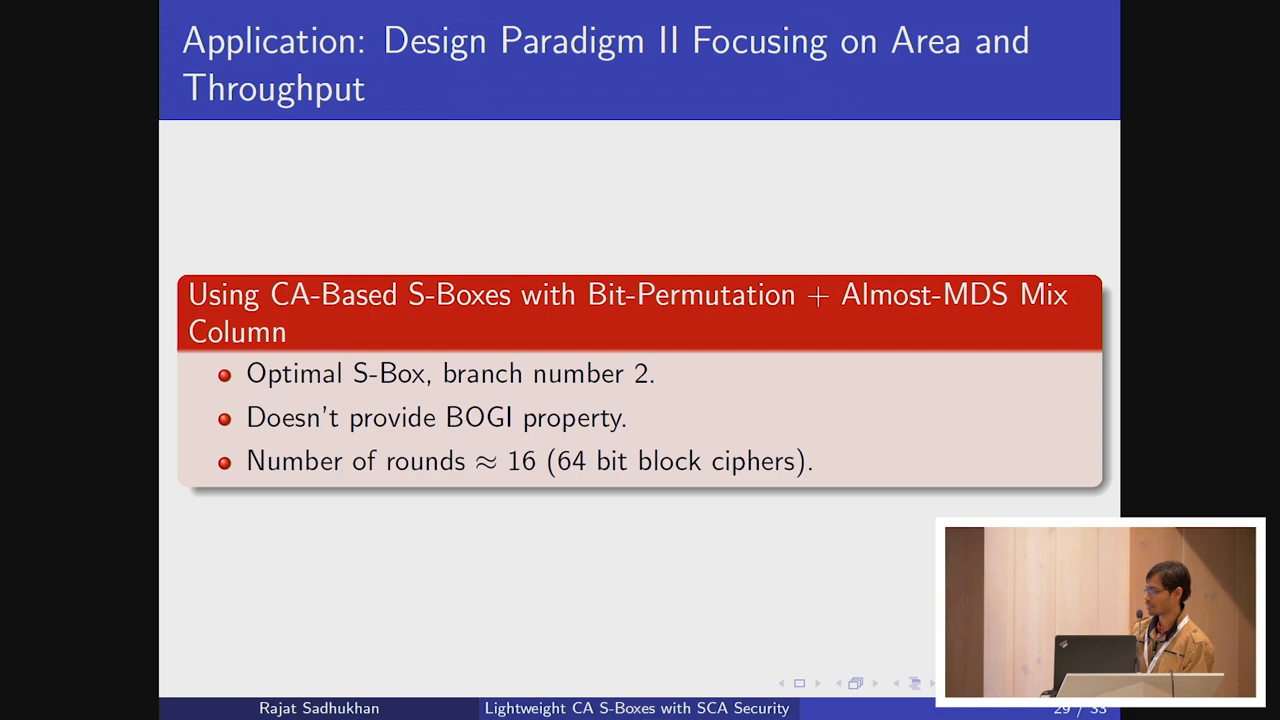 Application: Design Paradigm II Focusing on Area and
Throughput
Using CA-Based S-Boxes with Bit-Permutation + Almost-MDS Mix
Column
Optimal S-Box, branch number 2.
Doesn't provide BOGI property.
Number of rounds ≈ 16 (64 bit block ciphers).
Rajat Sadhukhan
Lightweight CA S-Boxes with SCA Security
29 / 33